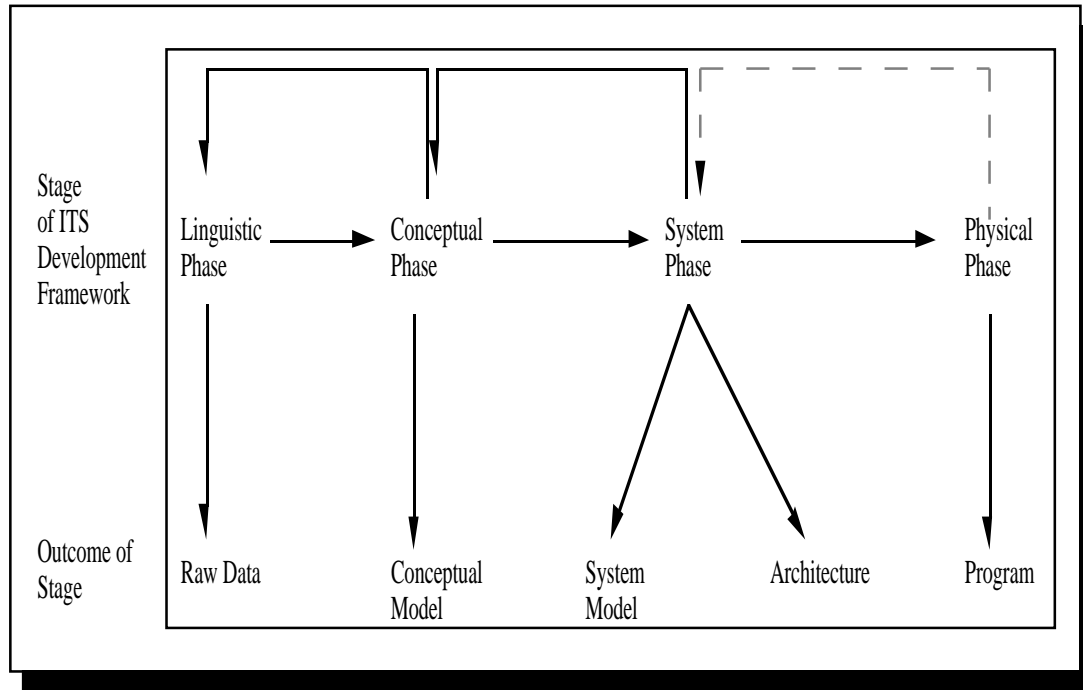 Stage
of ITS
Development
Framework
Linguistic
Phase
Conceptual
Phase
System
Phase
Physical
Phase
Outcome of
Stage
Raw Data
Conceptual
Model
System
Model
Architecture
Program